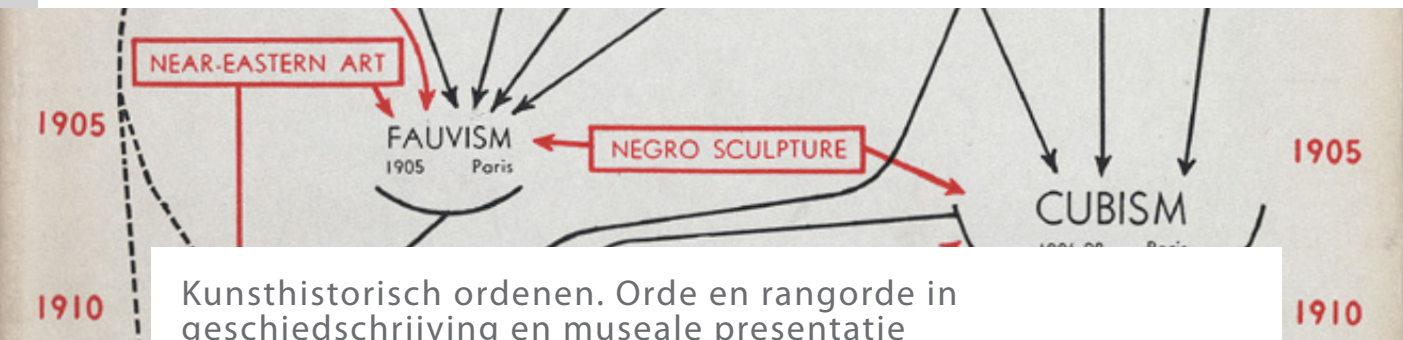 NEAR-EASTERN ART
1905
FAUVISM
1905 Paris
NEGRO SCULPTURE
1905
CUBISM
Paris
1910
Kunsthistorisch ordenen. Orde en rangorde in
geschiedschrijving en museale presentatie
1910